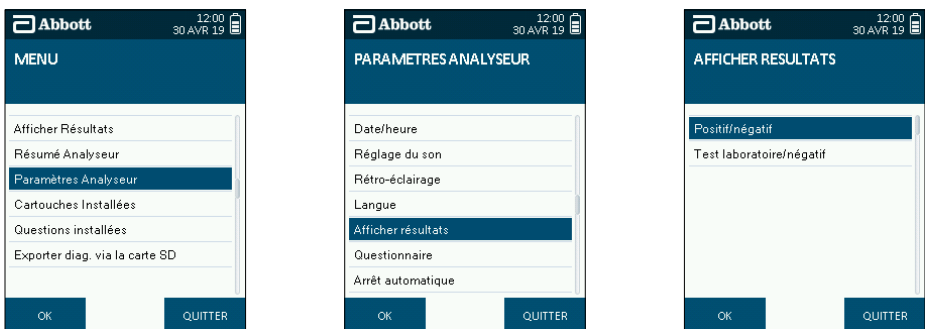 Abbott
12:00
30 AVR 19
MENU
Afficher Résultats
Résumé Analyseur
Paramètres Analyseur
Cartouches Installées
Questions installées
Exporter diag. via la carte SD
OK
QUITTER
Abbott
12:00
30 AVR 19
PARAMETRES ANALYSEUR
Date/heure
Réglage du son
Rétro-éclairage
Langue
Afficher résultats
Questionnaire
Arrêt automatique
OK
QUITTER
Abbott
12:00
30 AVR 19
AFFICHER RESULTATS
Positif/négatif
Test laboratoire/négatif
OK
QUITTER